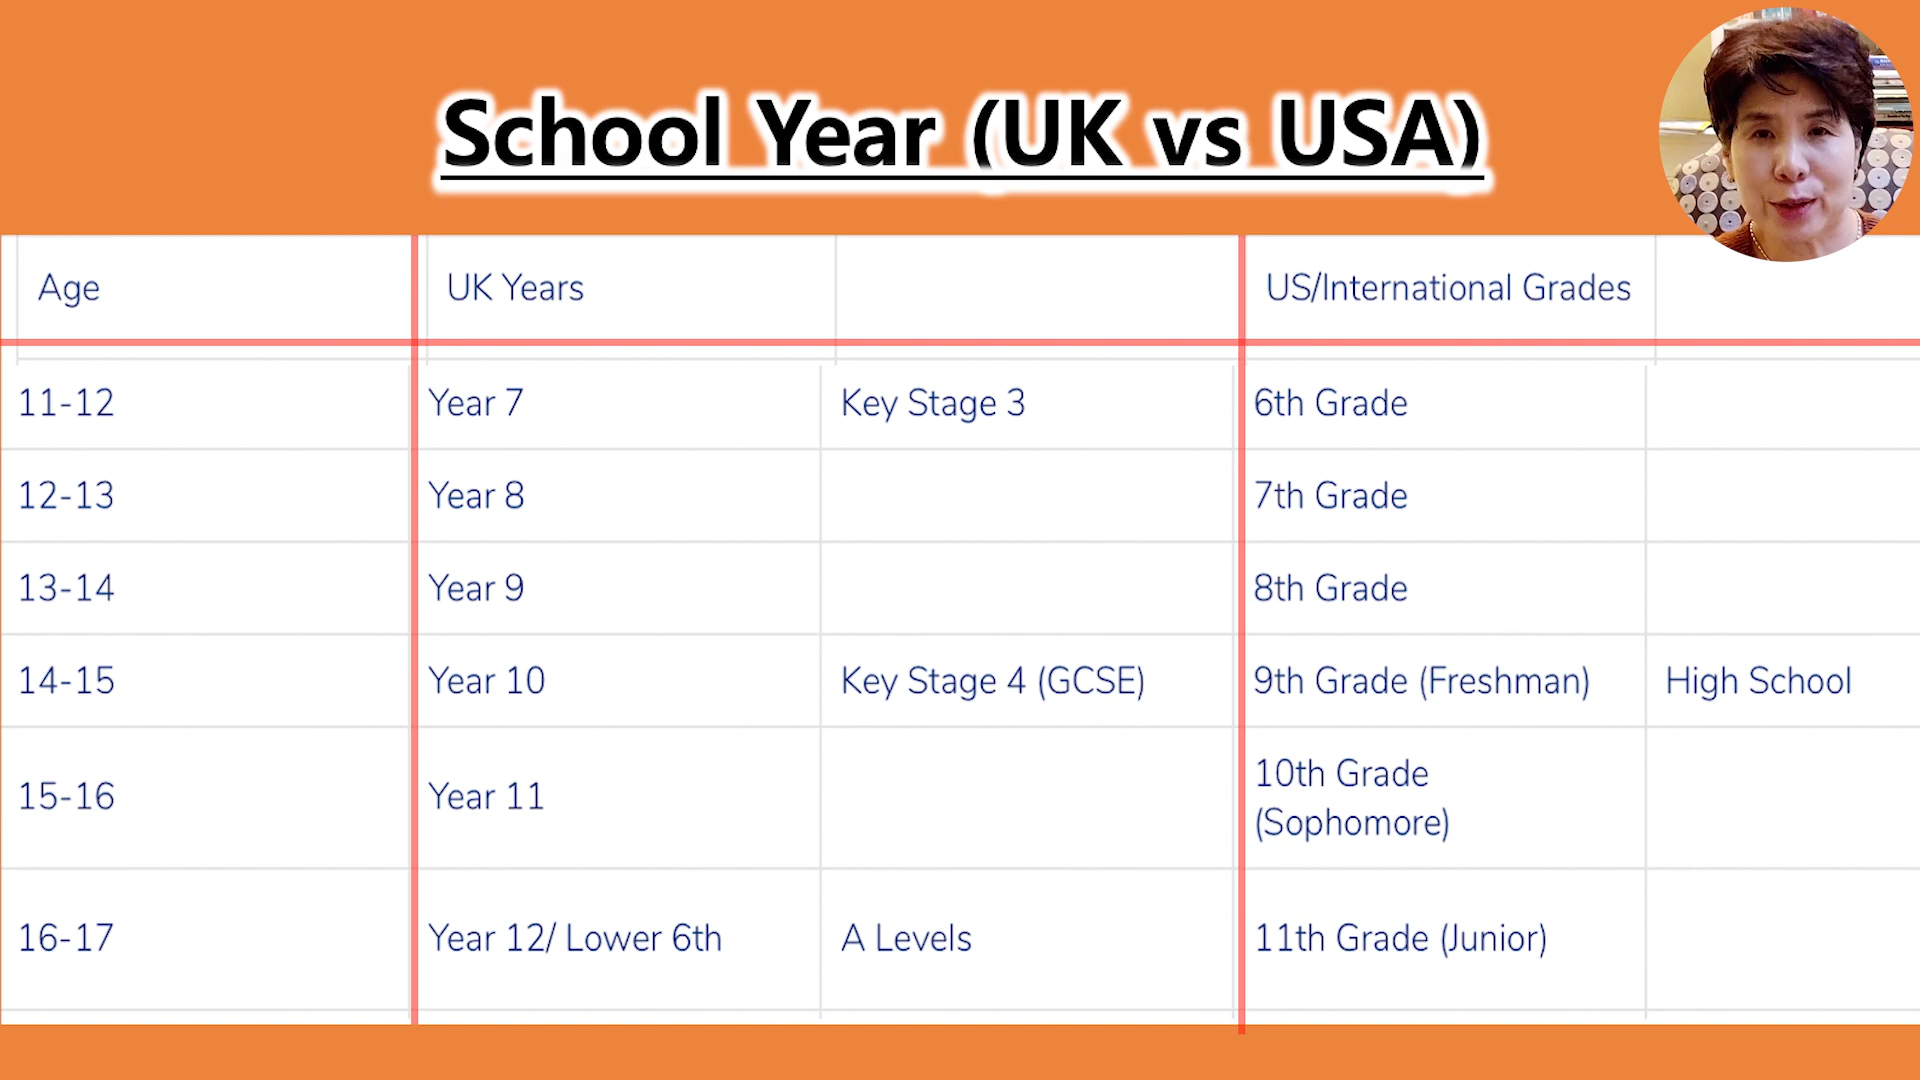 School Year (UK vs USA)
Age UK Years US/International Grades
11-12 Year 7 Key Stage 3 6th Grade
12-13 Year 8 7th Grade
13-14 Year 9 8th Grade
14-15 Year 10 Key Stage 4 (GCSE) 9th Grade (Freshman) High School
15-16 Year 11 10th Grade
(Sophomore)
16-17 Year 12/ Lower 6th A Levels 11th Grade (Junior)